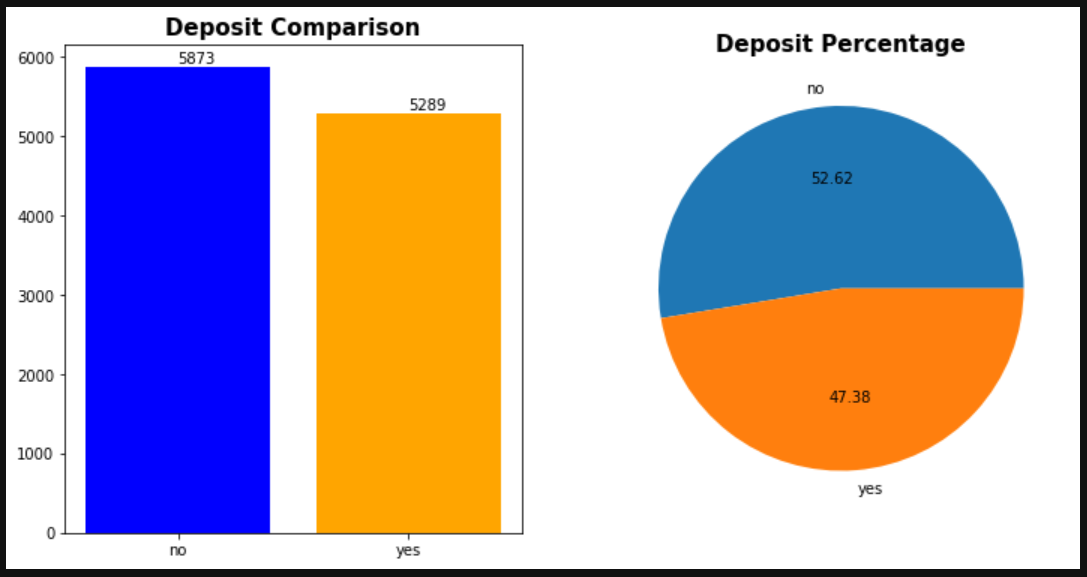 Deposit Comparison
6000
5000
4000
3000
2000
1000
0
5873
5289
no
yes
Deposit Percentage
no
52.62
47.38
yes